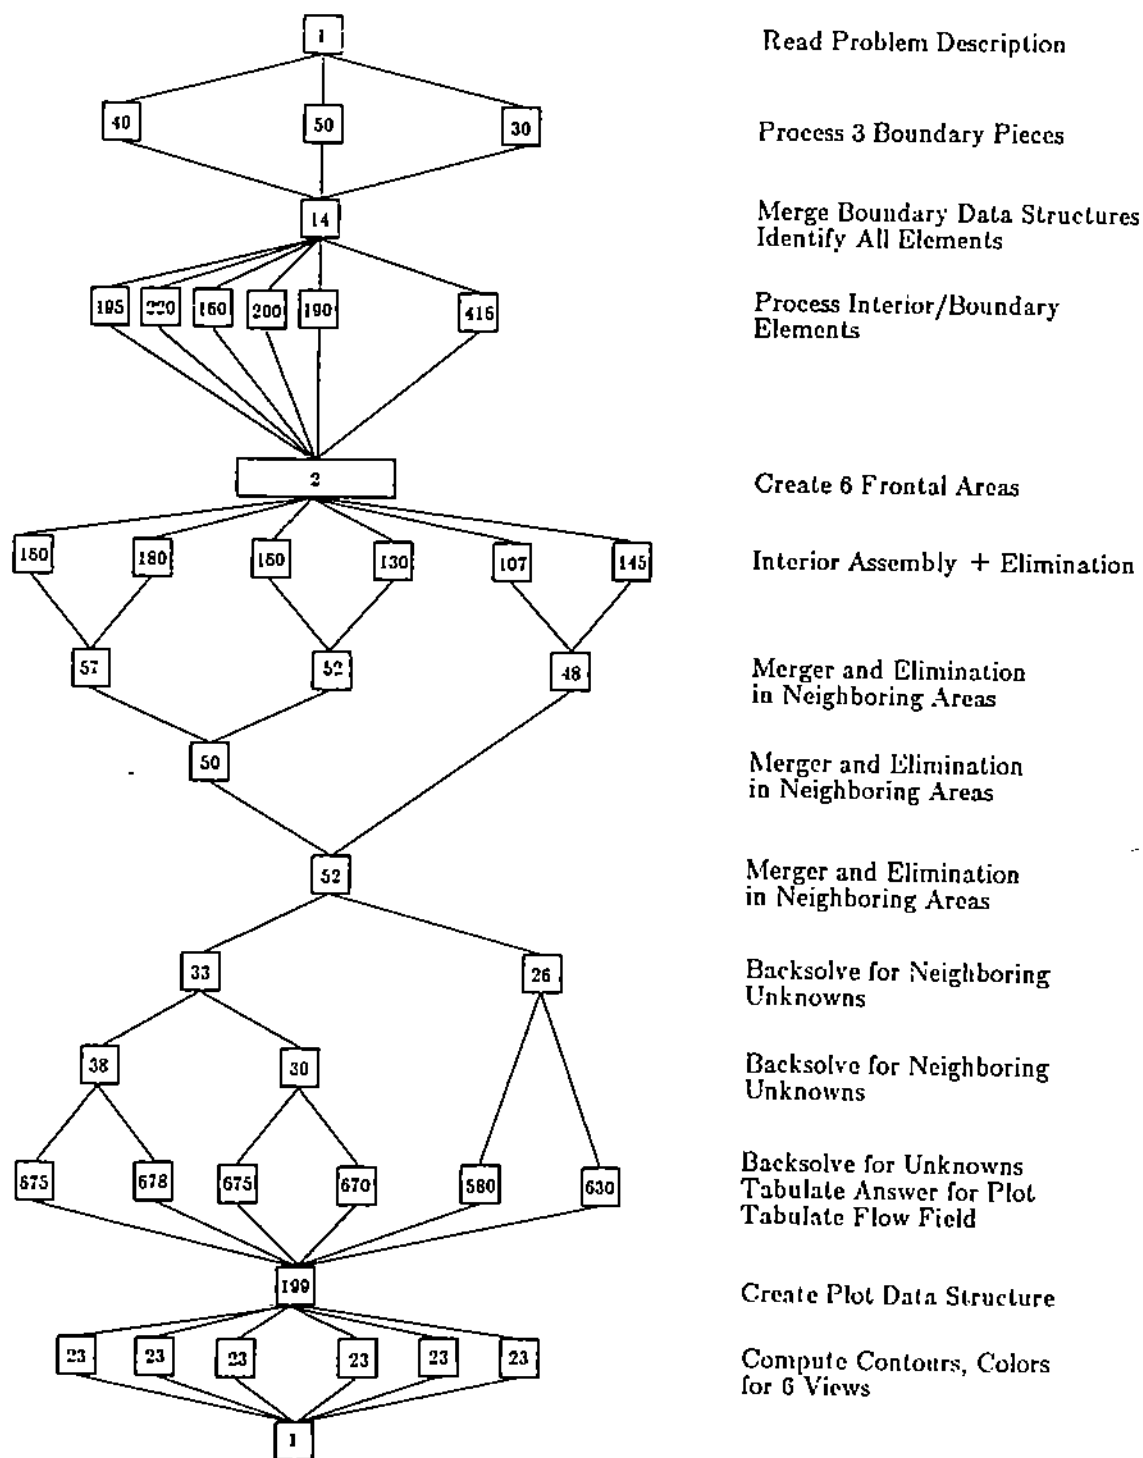 1
Read Problem Description
40 50 30
Process 3 Boundary Pieces
14
Merge Boundary Data Structures
Identify All Elements
195 220 160 200 190 416
Process Interior/Boundary
Elements
2
Create 6 Frontal Areas
150 180 150 130 107 145
Interior Assembly + Elimination
57 52 48
Merger and Elimination
in Neighboring Areas
50
Merger and Elimination
in Neighboring Areas
52
Merger and Elimination
in Neighboring Areas
33 26
Backsolve for Neighboring
Unknowns
38 30
Backsolve for Neighboring
Unknowns
675 678 675 670 580 630
Backsolve for Unknowns
Tabulate Answer for Plot
Tabulate Flow Field
199
Create Plot Data Structure
23 23 23 23 23 23
Compute Contours, Colors
for 6 Views
1